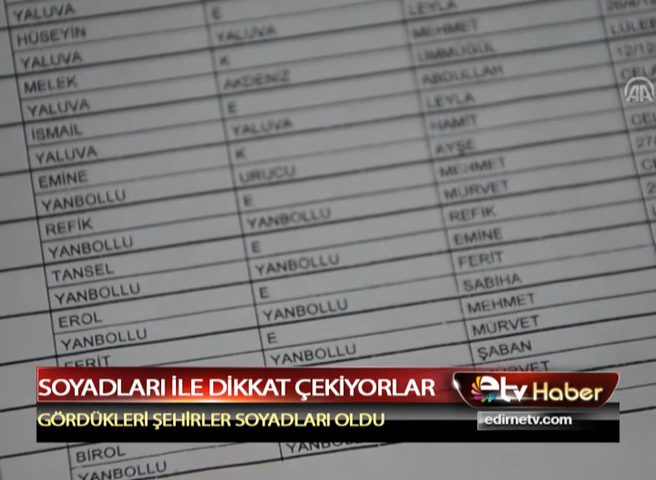 YALUVA E LEYLA
HÜSEYİN YALUVA MEHMET
YALUVA K ÜMMÜGÜL
MELEK AKDENİZ ABDULLAH
YALUVA E LEYLA
İSMAİL YALUVA HAMİT
YALUVA K AYŞE
EMİNE URUCU MEHMET
YANBOLLU E MÜRVET
REFİK YANBOLLU REFİK
YANBOLLU E EMİNE
TANSEL YANBOLLU FERİT
YANBOLLU E SABİHA
EROL YANBOLLU MEHMET
YANBOLLU E MÜRVET
FERİT YANBOLLU ŞABAN
AA
SOYADLARI İLE DİKKAT ÇEKİYORLAR
etv Haber
GÖRDÜKLERİ ŞEHİRLER SOYADLARI OLDU
edirnetv.com
BİROL
YANBOLLU